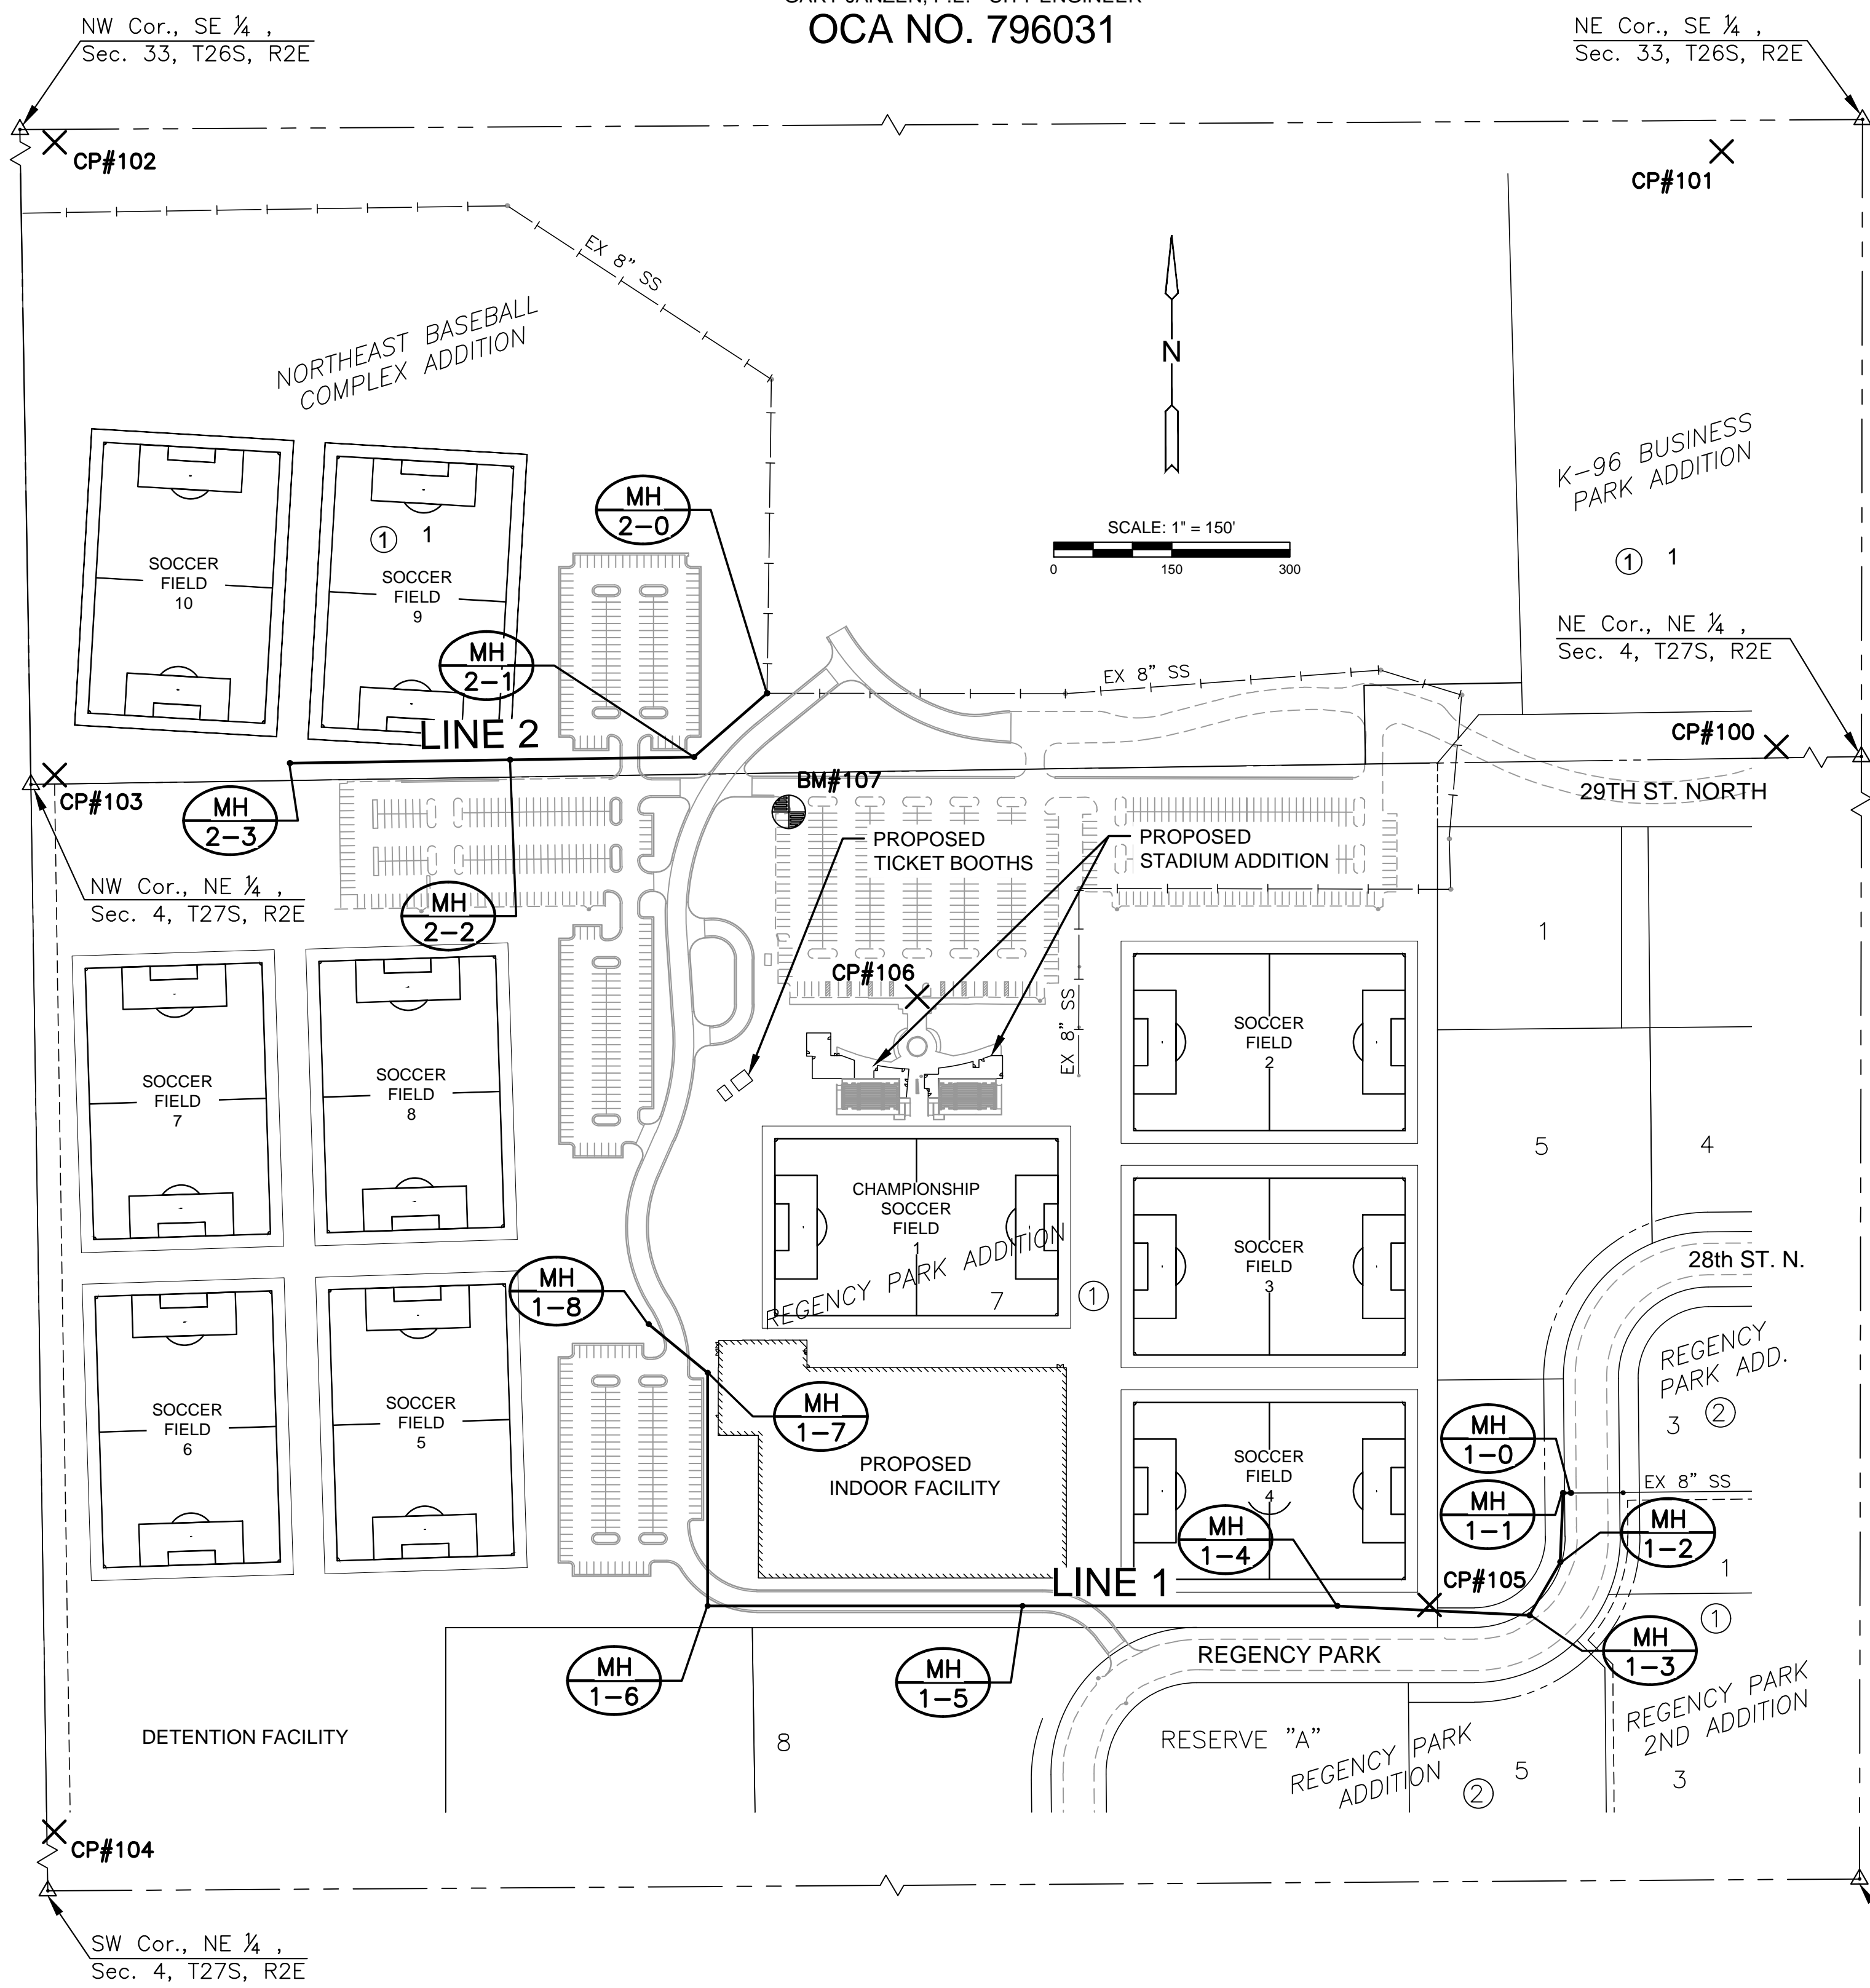 OCA NO. 796031
NW Cor., SE ¼ ,
Sec. 33, T26S, R2E
NE Cor., SE ¼ ,
Sec. 33, T26S, R2E
CP#102
CP#101
EX 8" SS
NORTHEAST BASEBALL
COMPLEX ADDITION
N
K-96 BUSINESS
PARK ADDITION
MH
2-0
SCALE: 1" = 150'
0 150 300
1 1
SOCCER
FIELD
10
1 1
SOCCER
FIELD
9
NE Cor., NE ¼ ,
Sec. 4, T27S, R2E
MH
2-1
EX 8" SS
LINE 2
CP#100
CP#103
BM#107
29TH ST. NORTH
MH
2-3
PROPOSED
TICKET BOOTHS
PROPOSED
STADIUM ADDITION
NW Cor., NE ¼ ,
Sec. 4, T27S, R2E
MH
2-2
1
CP#106
EX 8" SS
SOCCER
FIELD
2
SOCCER
FIELD
7
SOCCER
FIELD
8
5
4
CHAMPIONSHIP
SOCCER
FIELD
1
REGENCY PARK ADDITION
7
1
SOCCER
FIELD
3
28th ST. N.
MH
1-8
REGENCY
PARK ADD.
3 2
MH
1-7
SOCCER
FIELD
6
SOCCER
FIELD
5
PROPOSED
INDOOR FACILITY
SOCCER
FIELD
4
MH
1-0
EX 8" SS
MH
1-1
MH
1-2
MH
1-4
1
LINE 1
CP#105
1
MH
1-3
REGENCY PARK
MH
1-6
MH
1-5
REGENCY PARK
2ND ADDITION
3
DETENTION FACILITY
8
RESERVE "A"
REGENCY PARK
ADDITION
2
5
CP#104
SW Cor., NE ¼ ,
Sec. 4, T27S, R2E